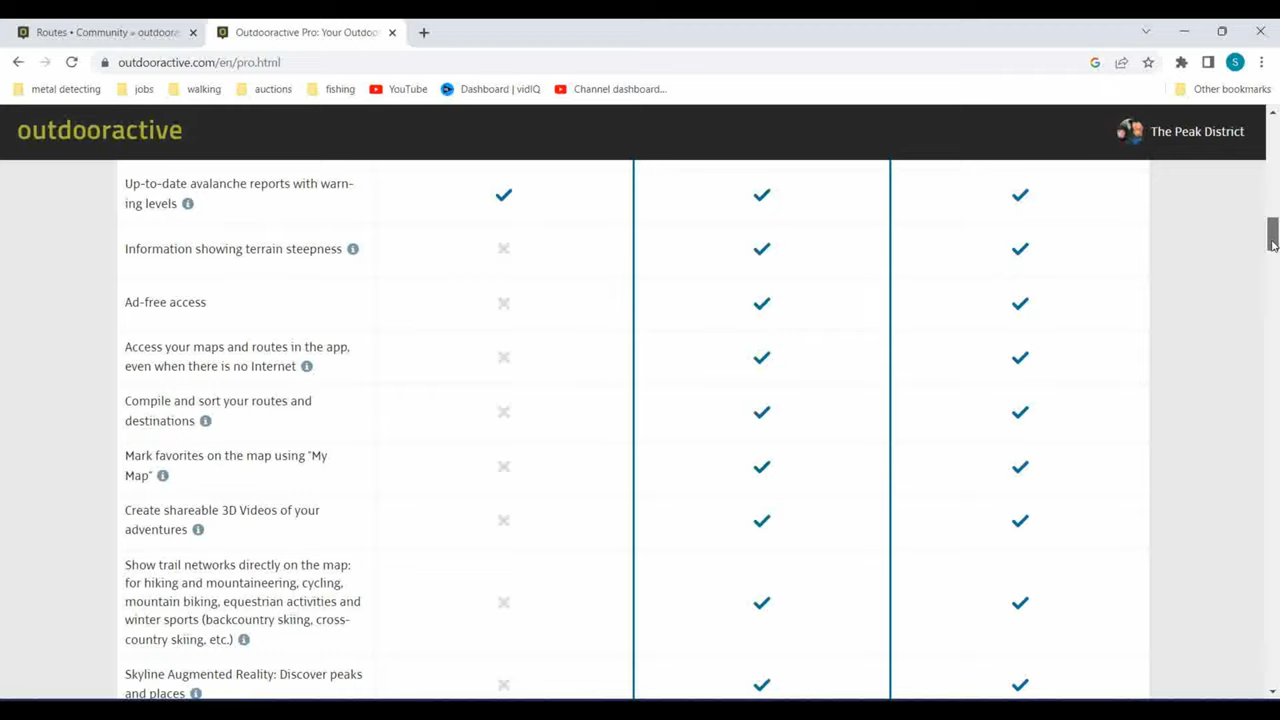 Routes • Community » outdoora
Outdooractive Pro: Your Outdoo
outdooractive.com/en/pro.html
G
S
metal detecting
jobs
walking
auctions
fishing
YouTube
Dashboard | vidIQ
Channel dashboard...
Other bookmarks
outdooractive
The Peak District
Up-to-date avalanche reports with warn-
ing levels
Information showing terrain steepness
Ad-free access
Access your maps and routes in the app,
even when there is no Internet
Compile and sort your routes and
destinations
Mark favorites on the map using "My
Map"
Create shareable 3D Videos of your
adventures
Show trail networks directly on the map:
for hiking and mountaineering, cycling,
mountain biking, equestrian activities and
winter sports (backcountry skiing, cross-
country skiing, etc.)
Skyline Augmented Reality: Discover peaks
and places